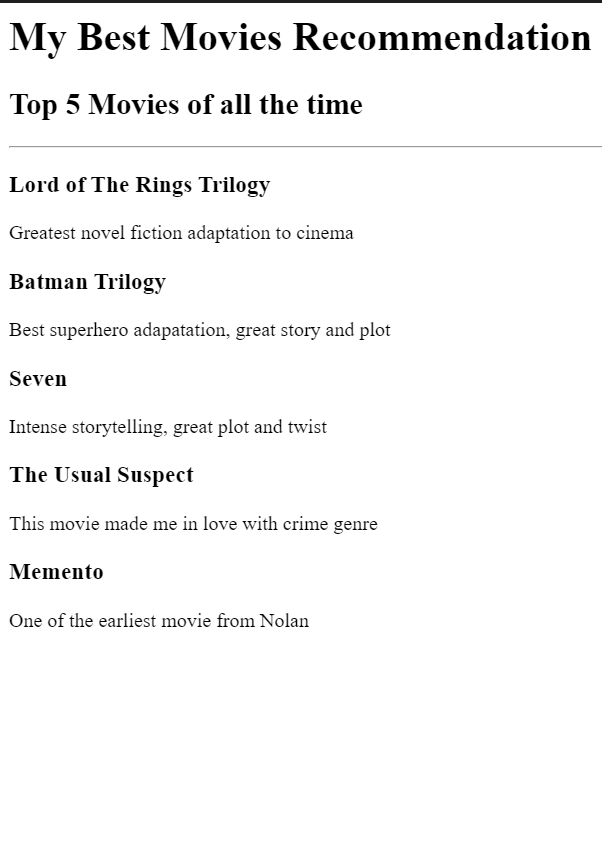 My Best Movies Recommendation
Top 5 Movies of all the time
Lord of The Rings Trilogy
Greatest novel fiction adaptation to cinema
Batman Trilogy
Best superhero adapatation, great story and plot
Seven
Intense storytelling, great plot and twist
The Usual Suspect
This movie made me in love with crime genre
Memento
One of the earliest movie from Nolan